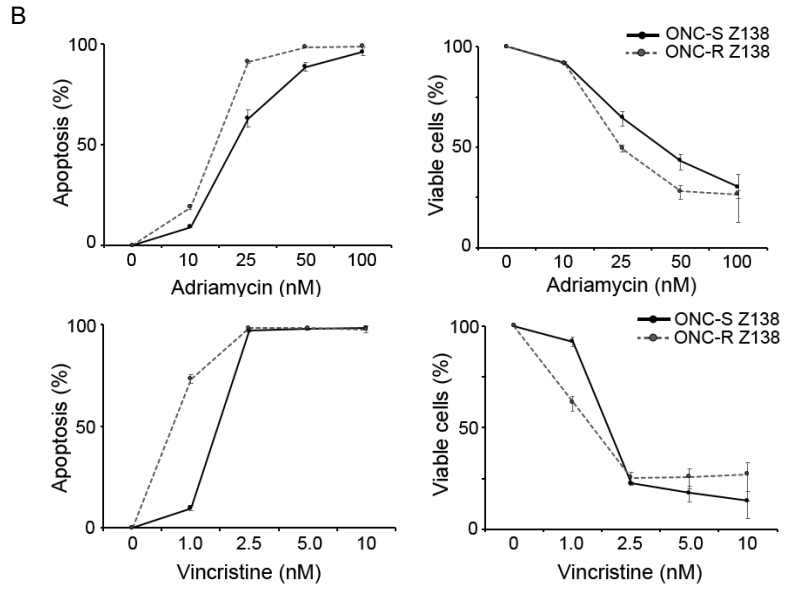 B
ONC-S Z138
ONC-R Z138
Apoptosis (%)
100
50
0
0 10 25 50 100
Adriamycin (nM)
Viable cells (%)
100
50
0
0 10 25 50 100
Adriamycin (nM)
ONC-S Z138
ONC-R Z138
Apoptosis (%)
100
50
0
0 1.0 2.5 5.0 10
Vincristine (nM)
Viable cells (%)
100
50
0
0 1.0 2.5 5.0 10
Vincristine (nM)